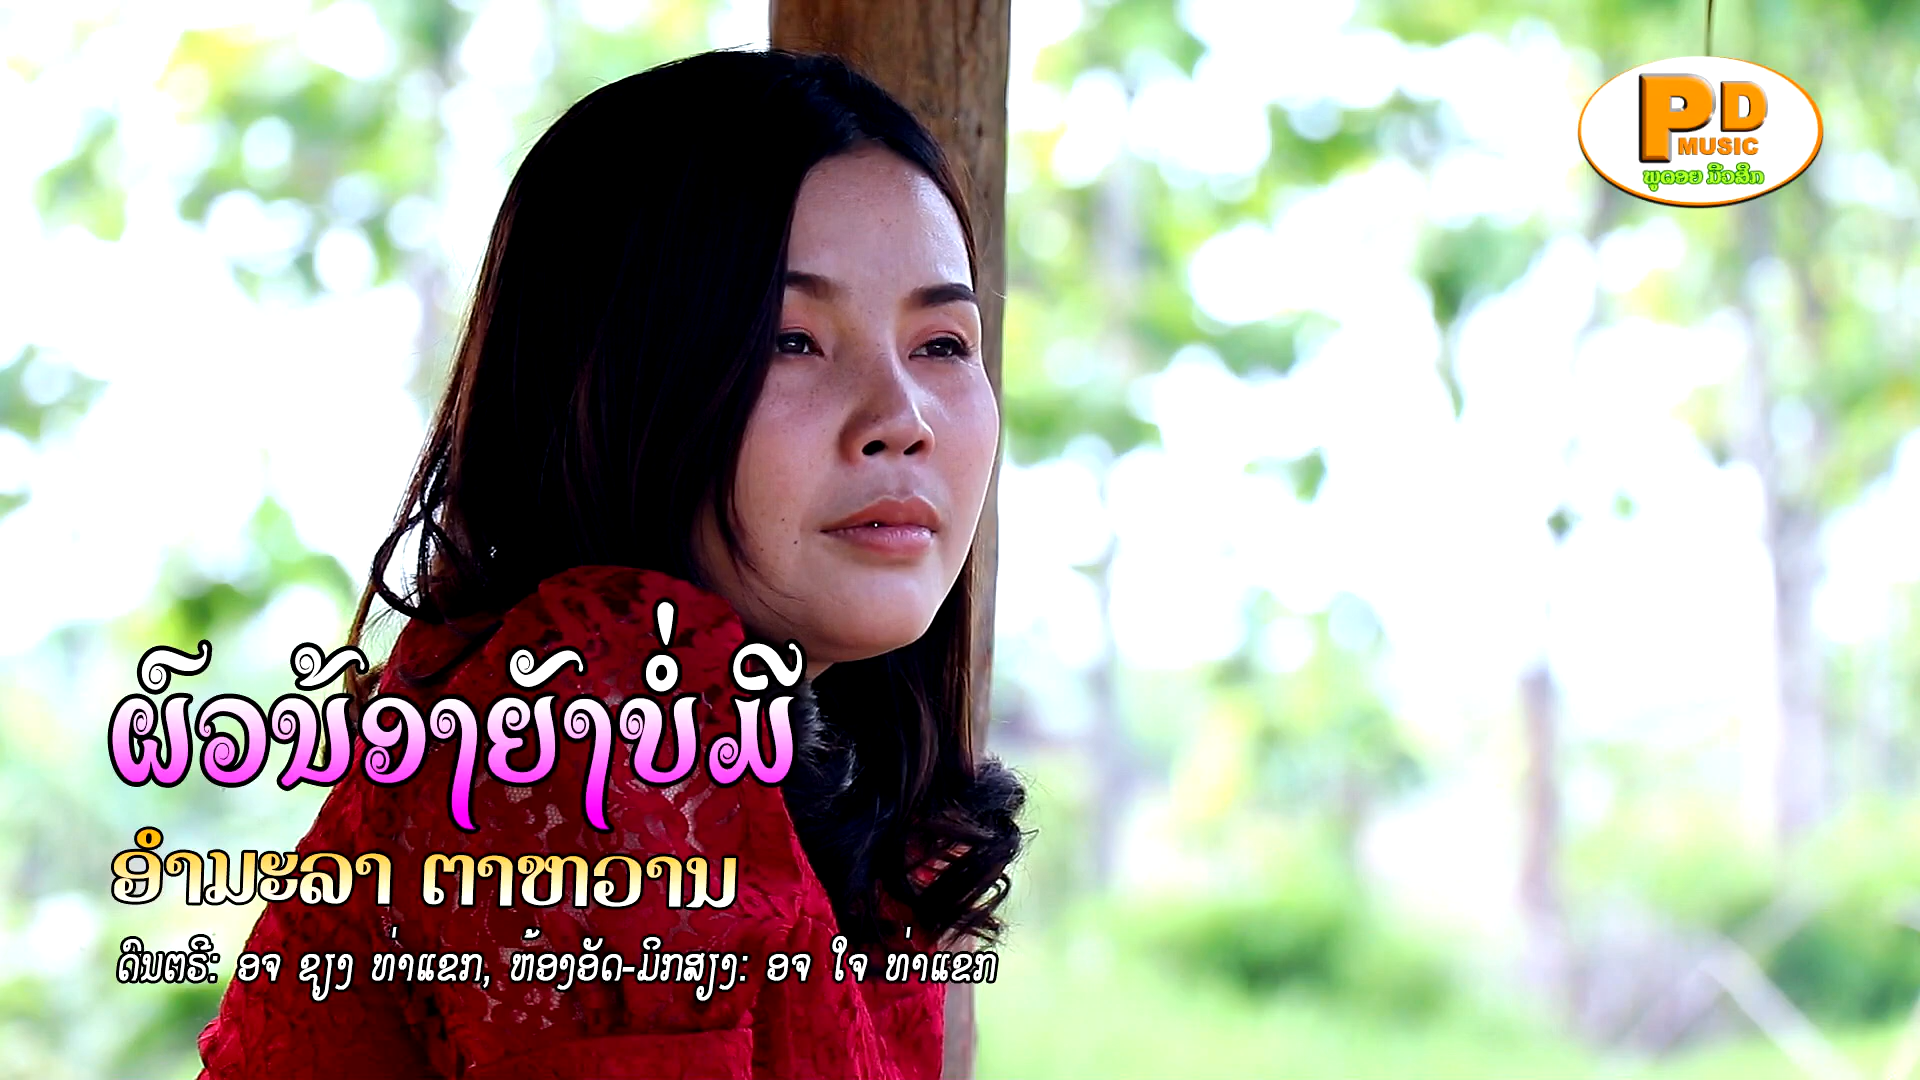 PD
MUSIC
ພູດອຍ ມີວສິກ
ຜົວນ້ອງຍັງບໍ່ມີ
ອຳມະລາ ຕາຫວານ
ດົນຕຣີ: ອຈ ຊຽງ ທ່າແຂກ, ຫ້ອງອັດ-ມິກສຽງ: ອຈ ໃຈ ທ່າແຂກ